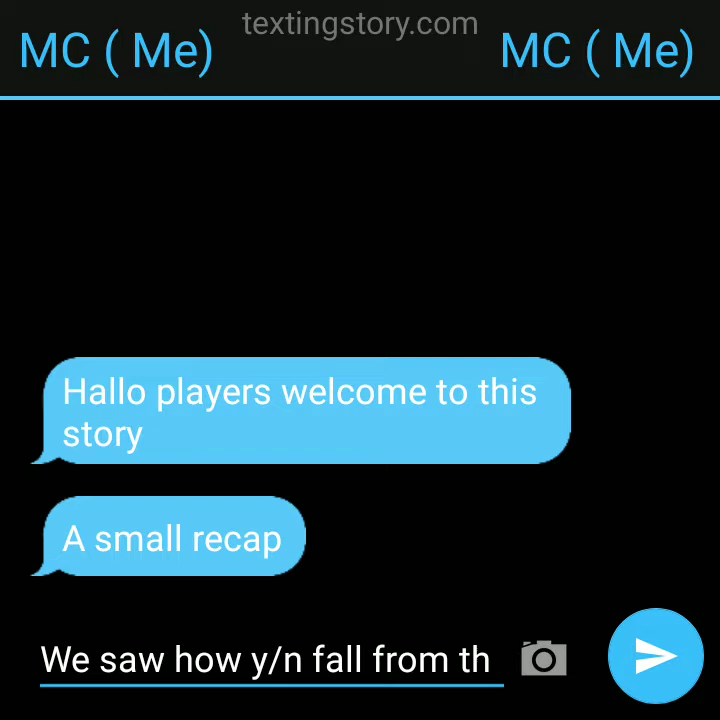 textingstory.com
MC ( Me) MC ( Me)
Hallo players welcome to this
story
A small recap
We saw how y/n fall from th